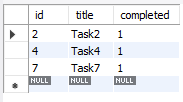 id title completed
2 Task2 1
4 Task4 1
7 Task7 1
NULL NULL NULL